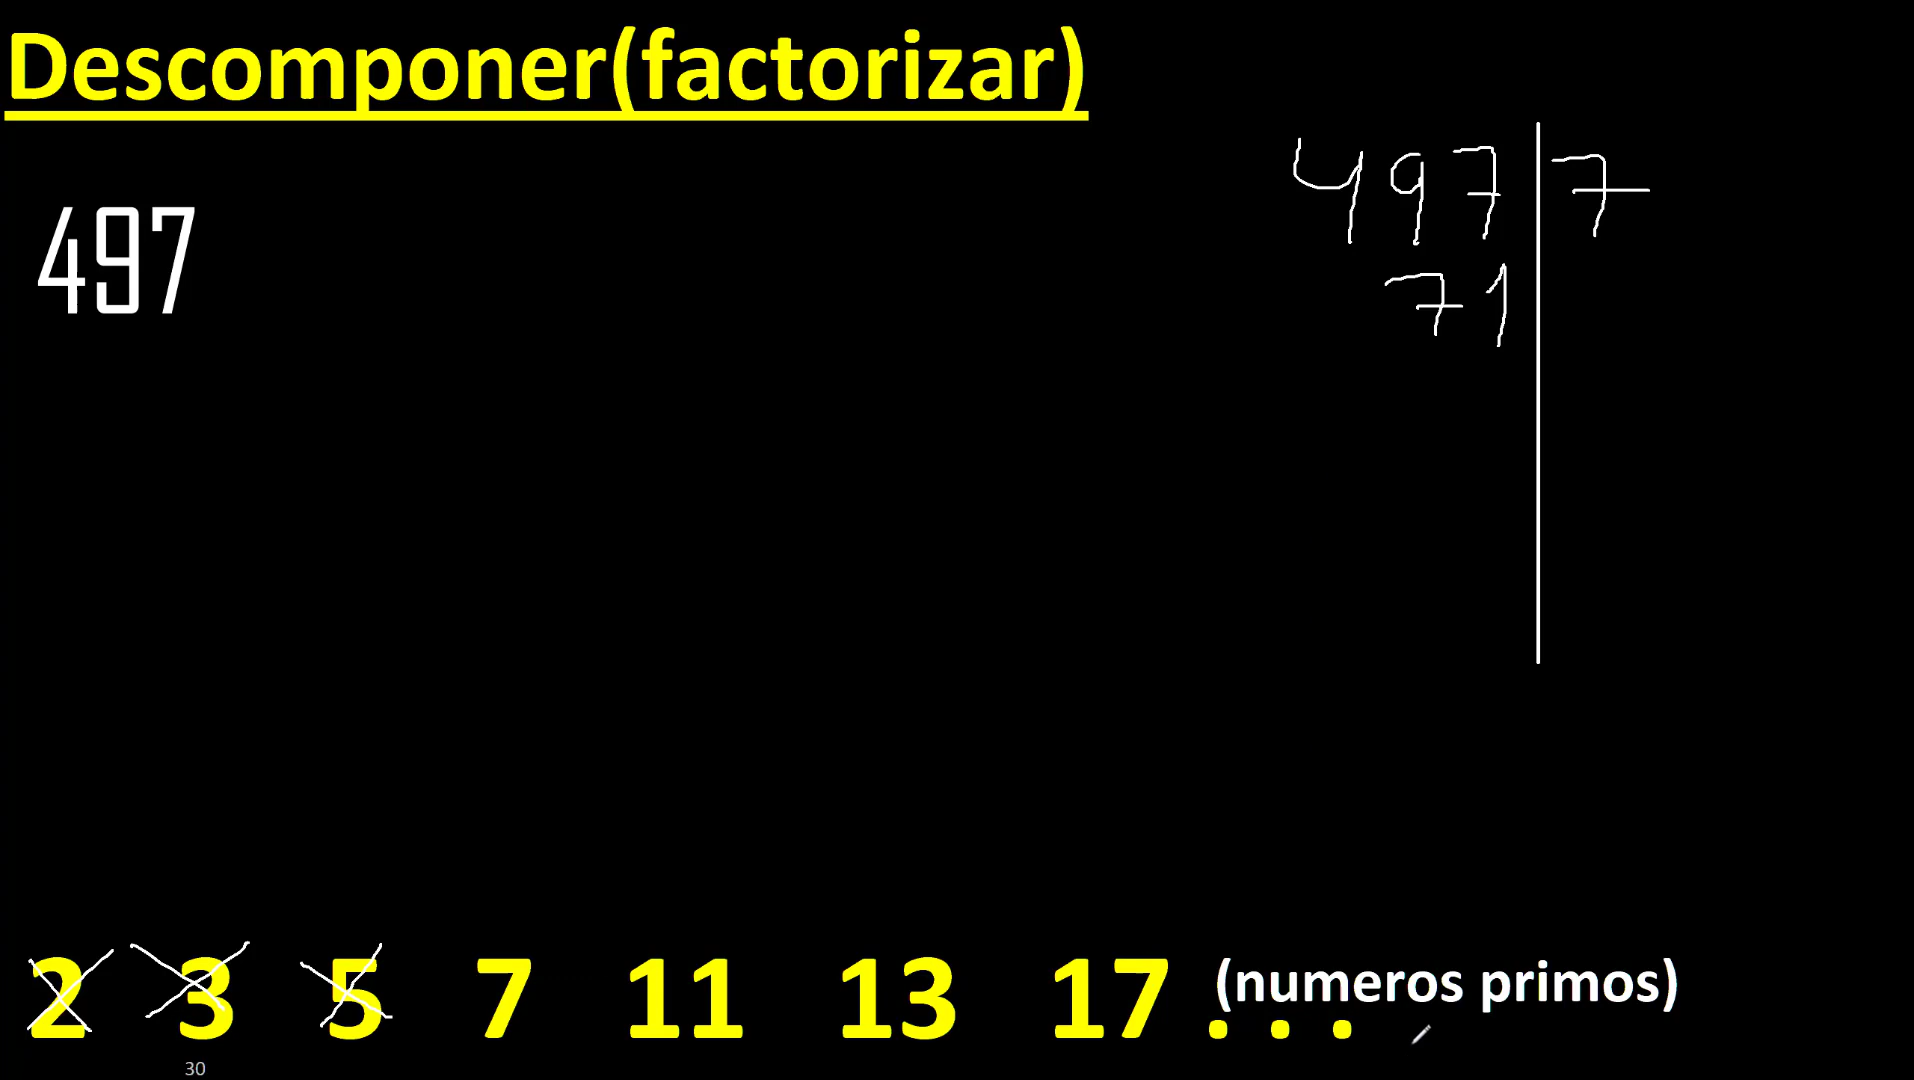 Descomponer(factorizar)
497
497 7
71
2 3 5 7 11 13 17 . . . (numeros primos)
30